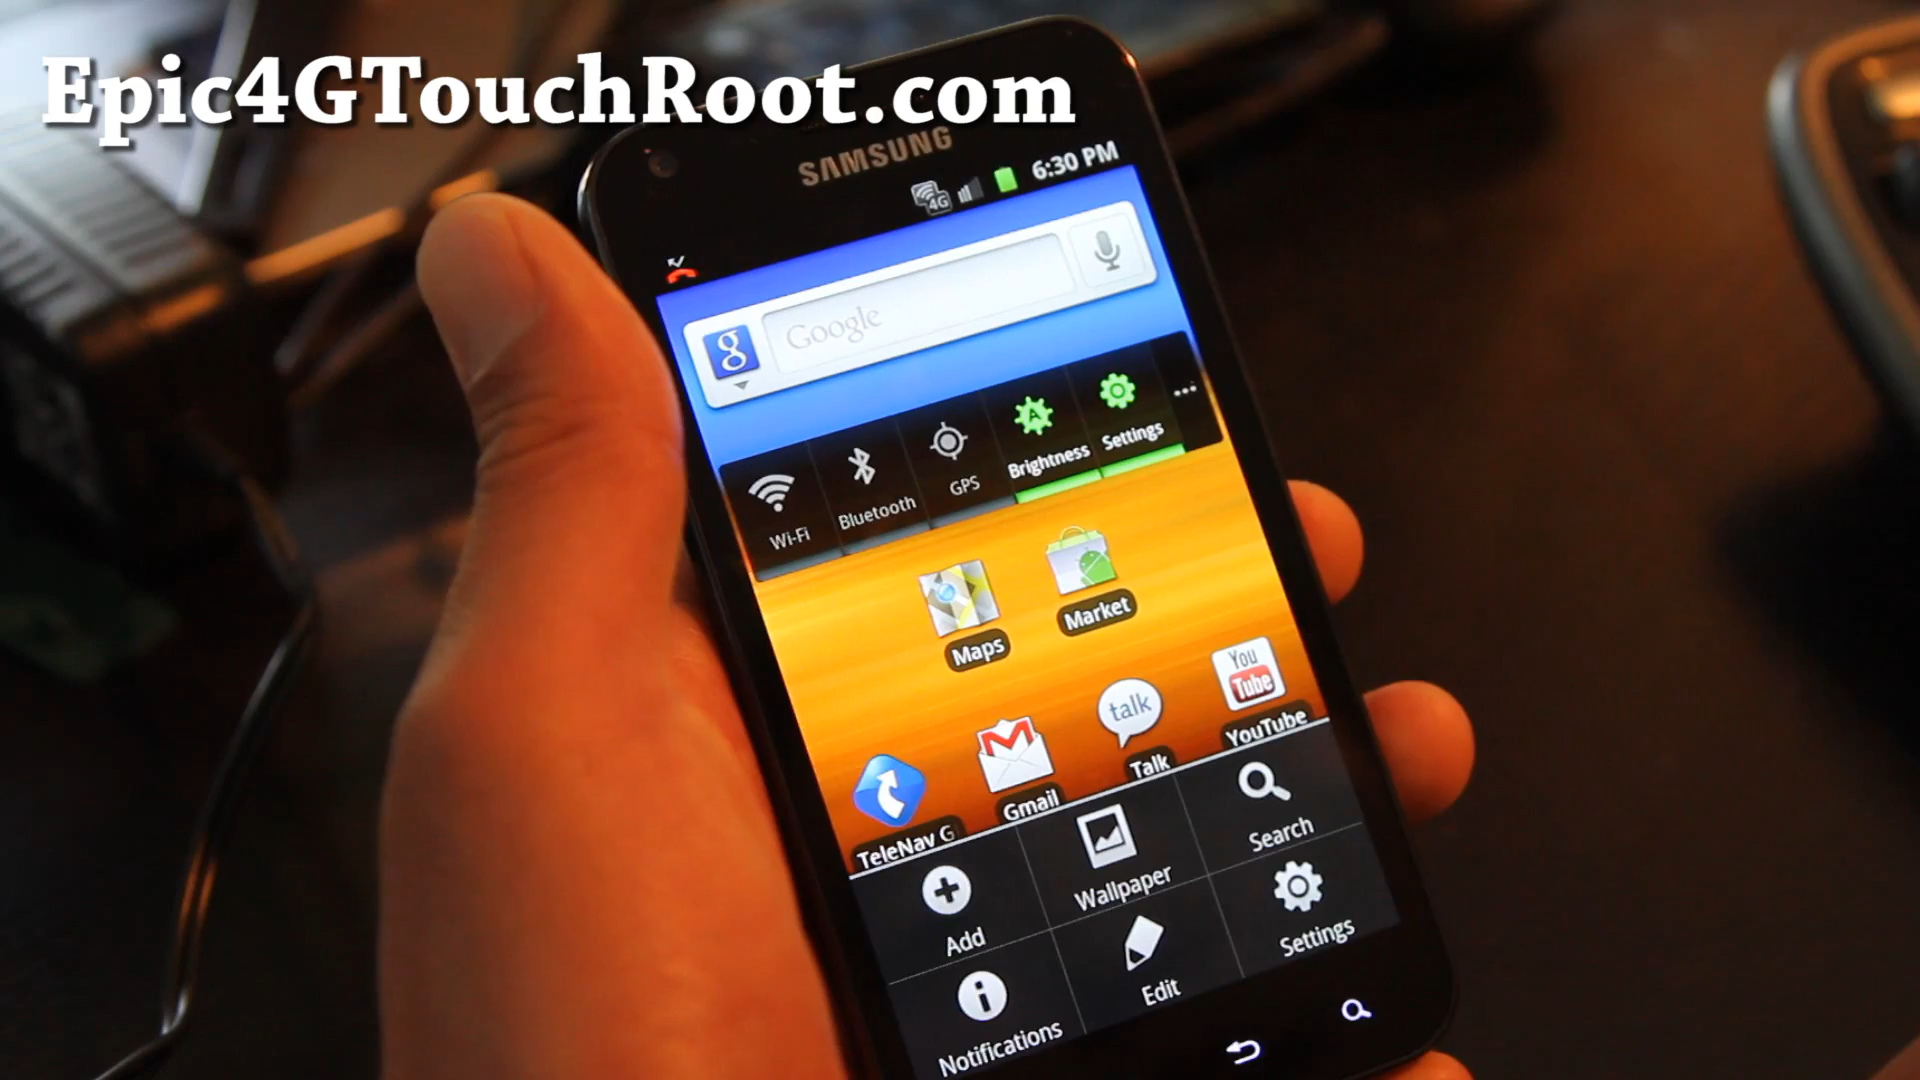 Epic4GTouchRoot.com
SAMSUNG
4G 6:30 PM
g Google
Wi-Fi Bluetooth GPS A Brightness Settings
Maps Market
talk You Tube
TeleNav G Gmail Talk YouTube
Add Wallpaper Search
Notifications Edit Settings